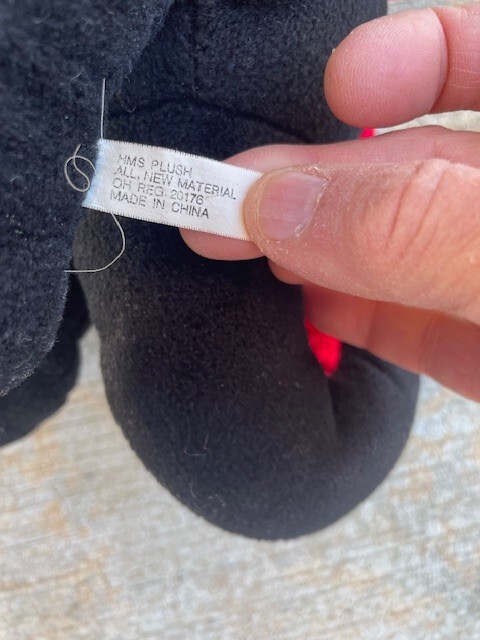 HMS PLUSH
ALL NEW MATERIAL
OH REG. 20176
MADE IN CHINA